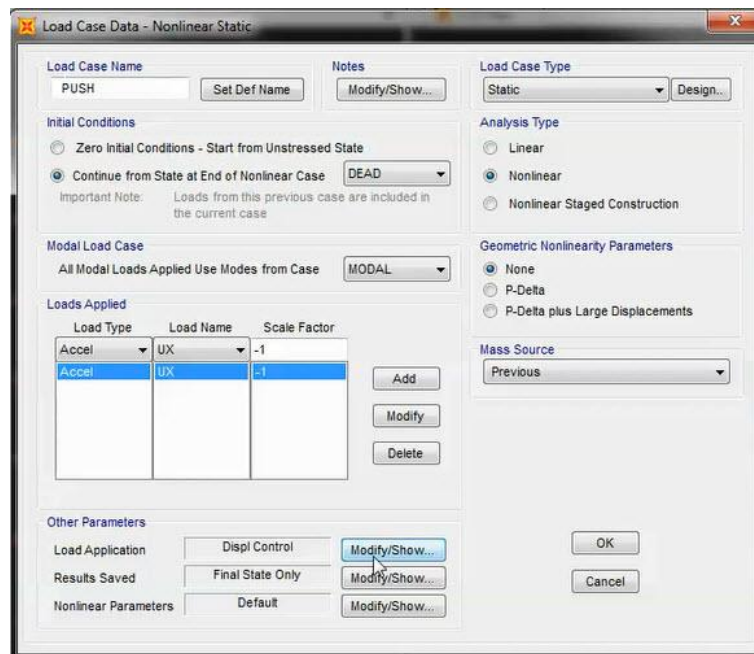 Load Case Data - Nonlinear Static
Load Case Name
PUSH
Set Def Name
Notes
Modify/Show...
Load Case Type
Static
Design..
Initial Conditions
Zero Initial Conditions - Start from Unstressed State
Continue from State at End of Nonlinear Case
DEAD
Important Note:
Loads from this previous case are included in
the current case
Analysis Type
Linear
Nonlinear
Nonlinear Staged Construction
Modal Load Case
All Modal Loads Applied Use Modes from Case
MODAL
Geometric Nonlinearity Parameters
None
P-Delta
P-Delta plus Large Displacements
Loads Applied
Load Type
Load Name
Scale Factor
Accel
UX
-1
Accel
UX
-1
Add
Modify
Delete
Mass Source
Previous
Other Parameters
Load Application
Displ Control
Modify/Show...
Results Saved
Final State Only
Modify/Show...
Nonlinear Parameters
Default
Modify/Show...
OK
Cancel